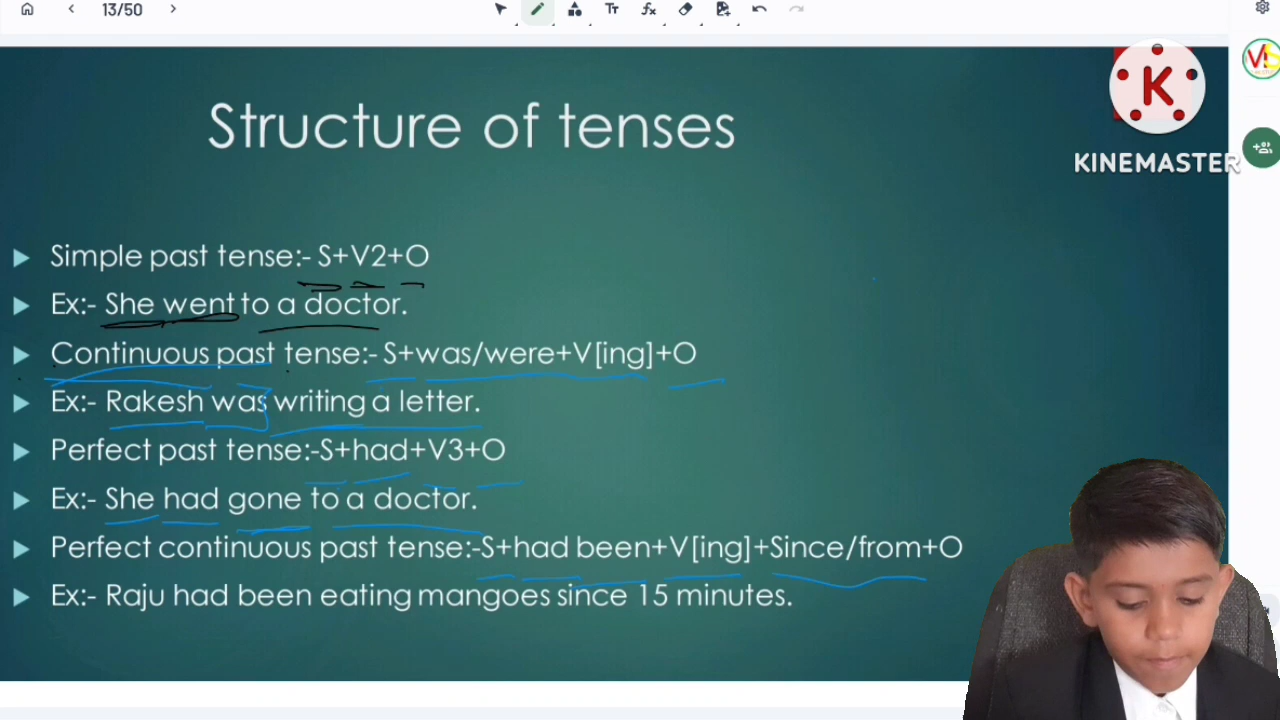 13/50
Structure of tenses
K
KINEMASTER
Simple past tense:- S+V2+O
Ex:- She went to a doctor.
Continuous past tense:- S+was/were+V[ing]+O
Ex:- Rakesh was writing a letter.
Perfect past tense:-S+had+V3+O
Ex:- She had gone to a doctor.
Perfect continuous past tense:-S+had been+V[ing]+Since/from+O
Ex:- Raju had been eating mangoes since 15 minutes.